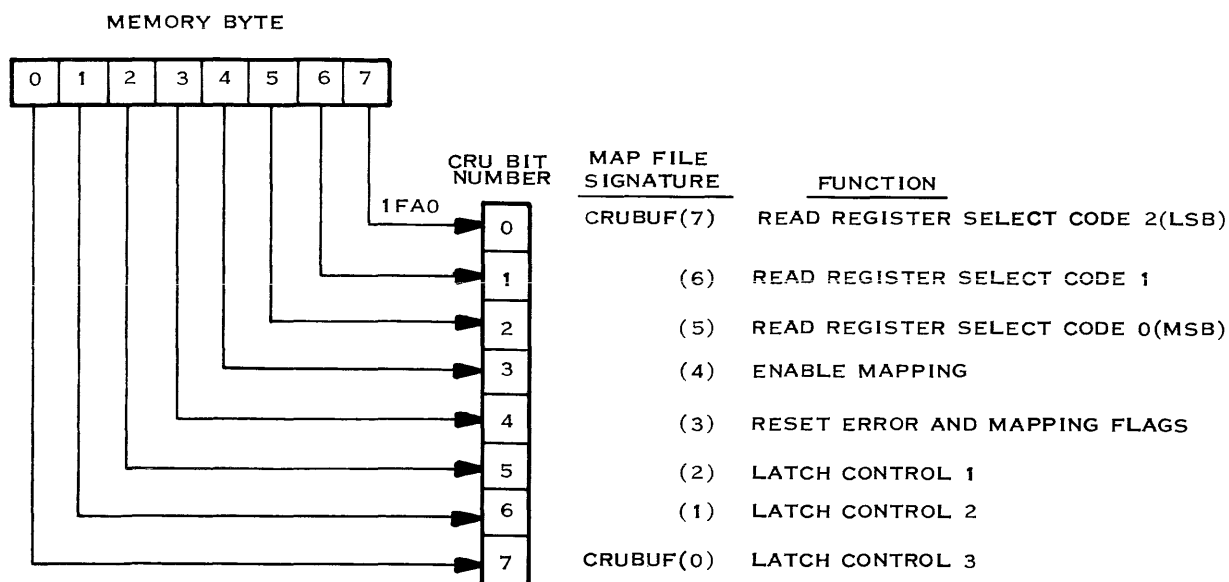 MEMORY BYTE
0 1 2 3 4 5 6 7
CRU BIT NUMBER
MAP FILE SIGNATURE
FUNCTION
1FA0
0 CRUBUF(7) READ REGISTER SELECT CODE 2(LSB)
1 (6) READ REGISTER SELECT CODE 1
2 (5) READ REGISTER SELECT CODE 0(MSB)
3 (4) ENABLE MAPPING
4 (3) RESET ERROR AND MAPPING FLAGS
5 (2) LATCH CONTROL 1
6 (1) LATCH CONTROL 2
7 CRUBUF(0) LATCH CONTROL 3